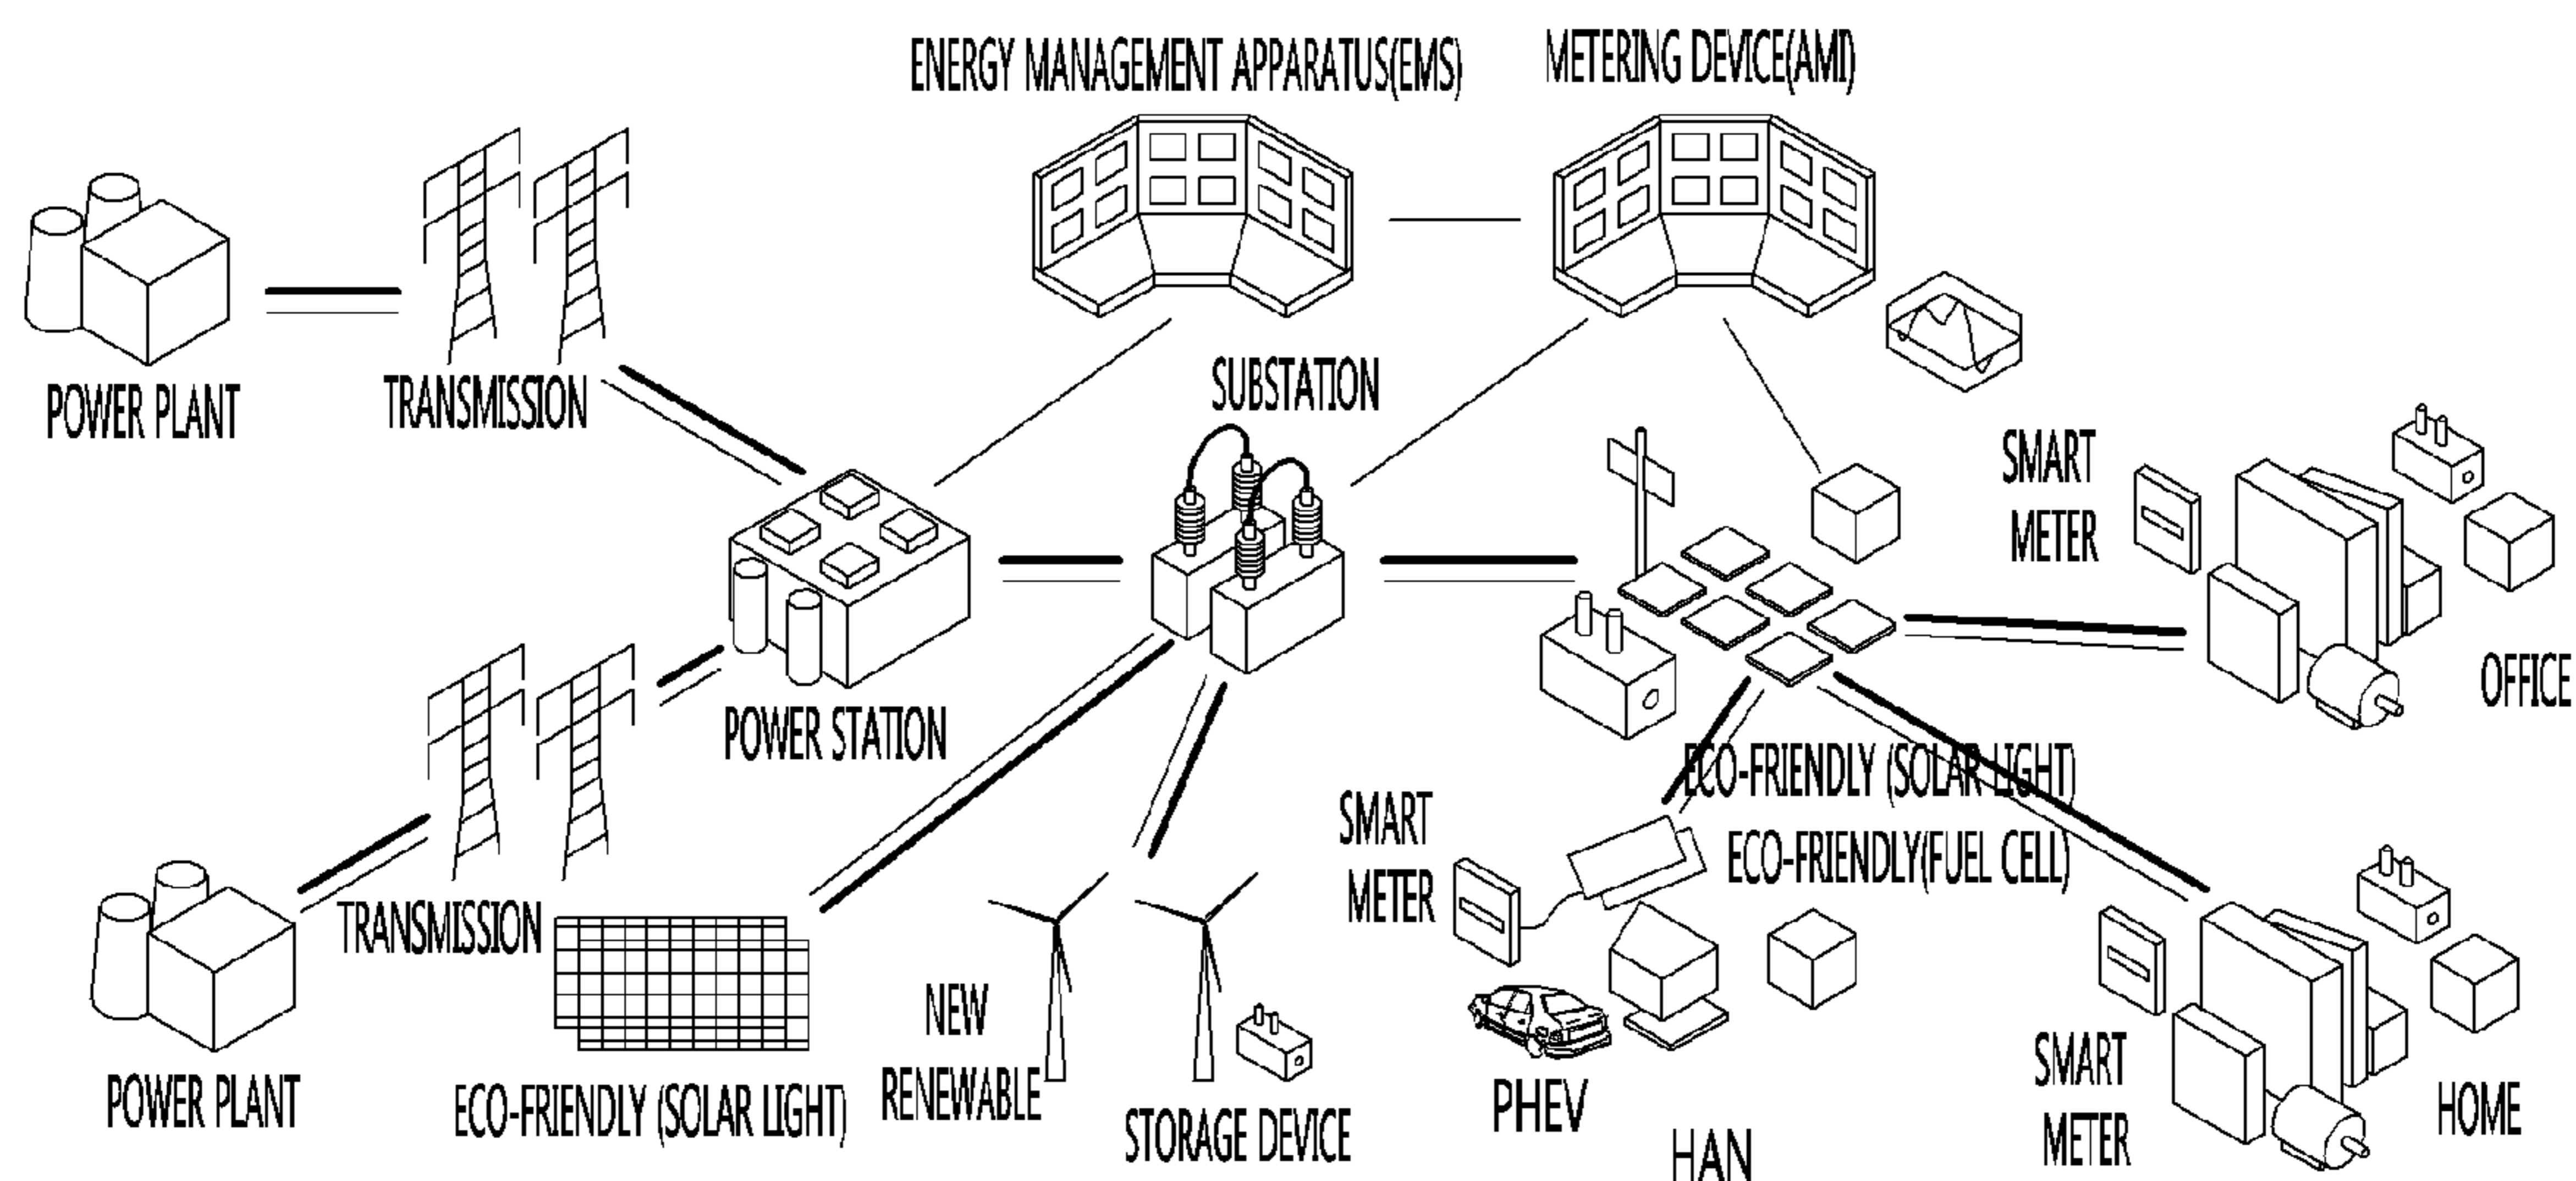 ENERGY MANAGEMENT APPARATUS(EMS)
METERING DEVICE(AMI)
POWER PLANT
TRANSMISSION
SUBSTATION
SMART
METER
OFFICE
POWER STATION
ECO-FRIENDLY (SOLAR LIGHT)
ECO-FRIENDLY(FUEL CELL)
SMART
METER
TRANSMISSION
POWER PLANT
ECO-FRIENDLY (SOLAR LIGHT)
NEW
RENEWABLE
STORAGE DEVICE
PHEV
HAN
SMART
METER
HOME